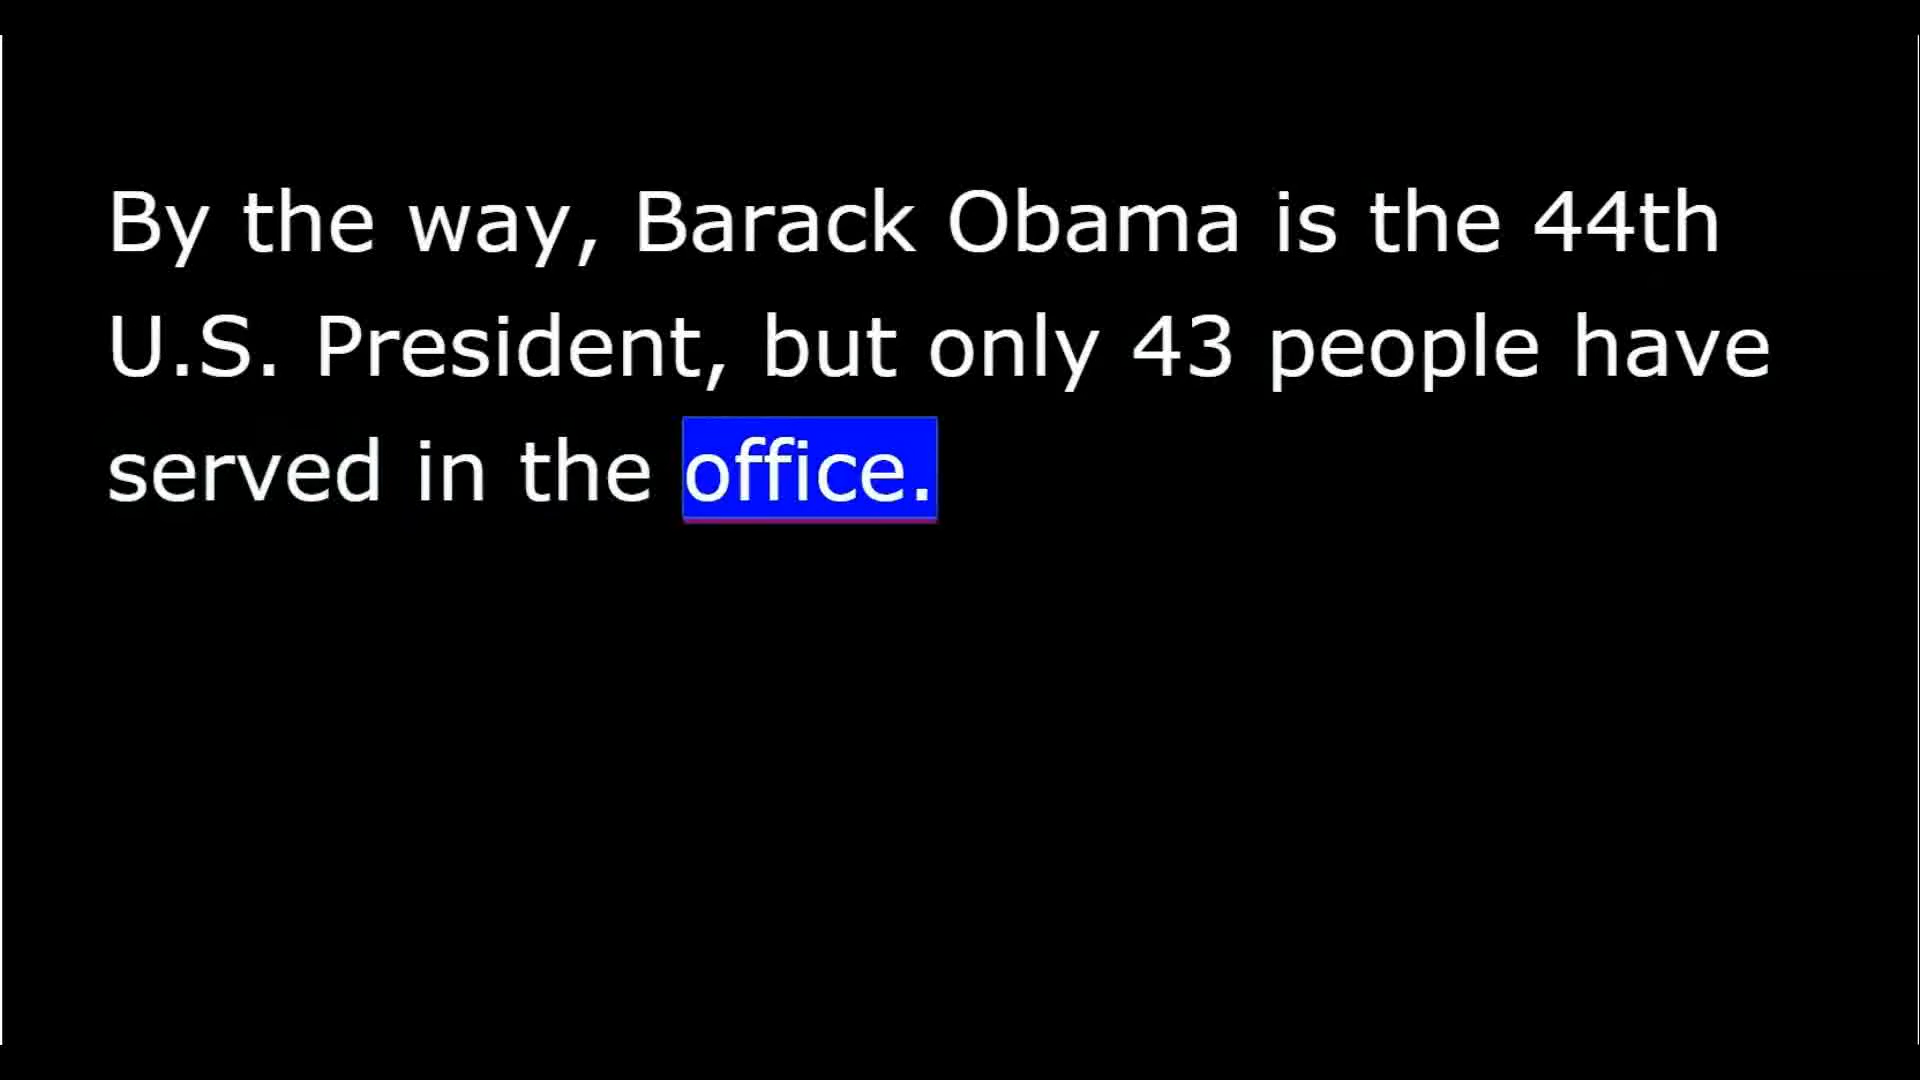 By the way, Barack Obama is the 44th
U.S. President, but only 43 people have
served in the office.